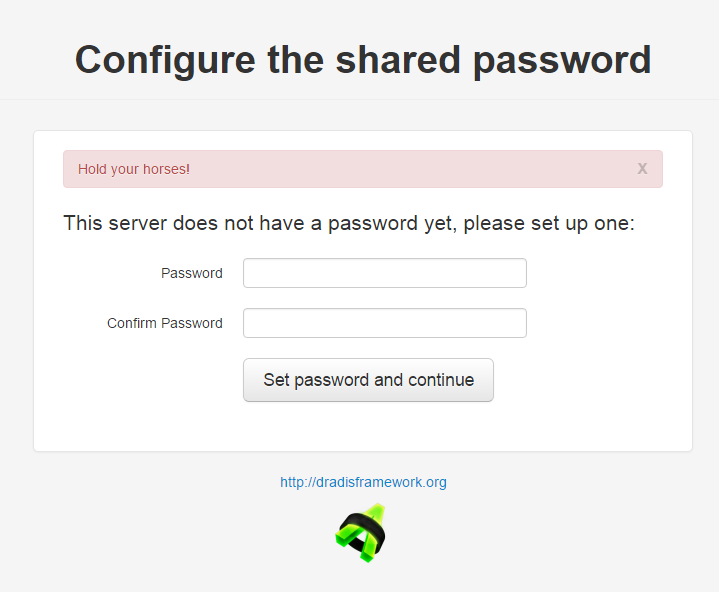 Configure the shared password
Hold your horses!
X
This server does not have a password yet, please set up one:
Password
Confirm Password
Set password and continue
http://dradisframework.org